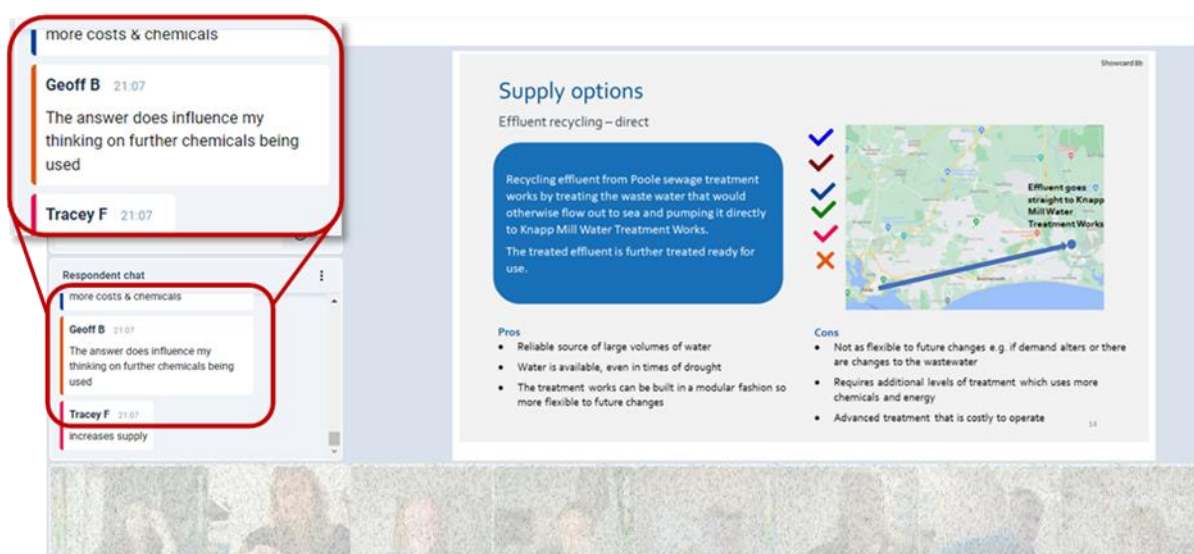 more costs & chemicals
Geoff B 21:07
The answer does influence my
thinking on further chemicals being
used
Tracey F 21:07
Respondent chat
more costs & chemicals
Geoff B 21:07
The answer does influence my
thinking on further chemicals being
used
Tracey F 21:07
increases supply
Showcard 8b
Supply options
Effluent recycling – direct
Recycling effluent from Poole sewage treatment
works by treating the waste water that would
otherwise flow out to sea and pumping it directly
to Knapp Mill Water Treatment Works.
The treated effluent is further treated ready for
use.
Effluent goes
straight to Knapp
Mill Water
Treatment Works
Pros
• Reliable source of large volumes of water
• Water is available, even in times of drought
• The treatment works can be built in a modular fashion so
more flexible to future changes
Cons
• Not as flexible to future changes e.g. if demand alters or there
are changes to the wastewater
• Requires additional levels of treatment which uses more
chemicals and energy
• Advanced treatment that is costly to operate
14